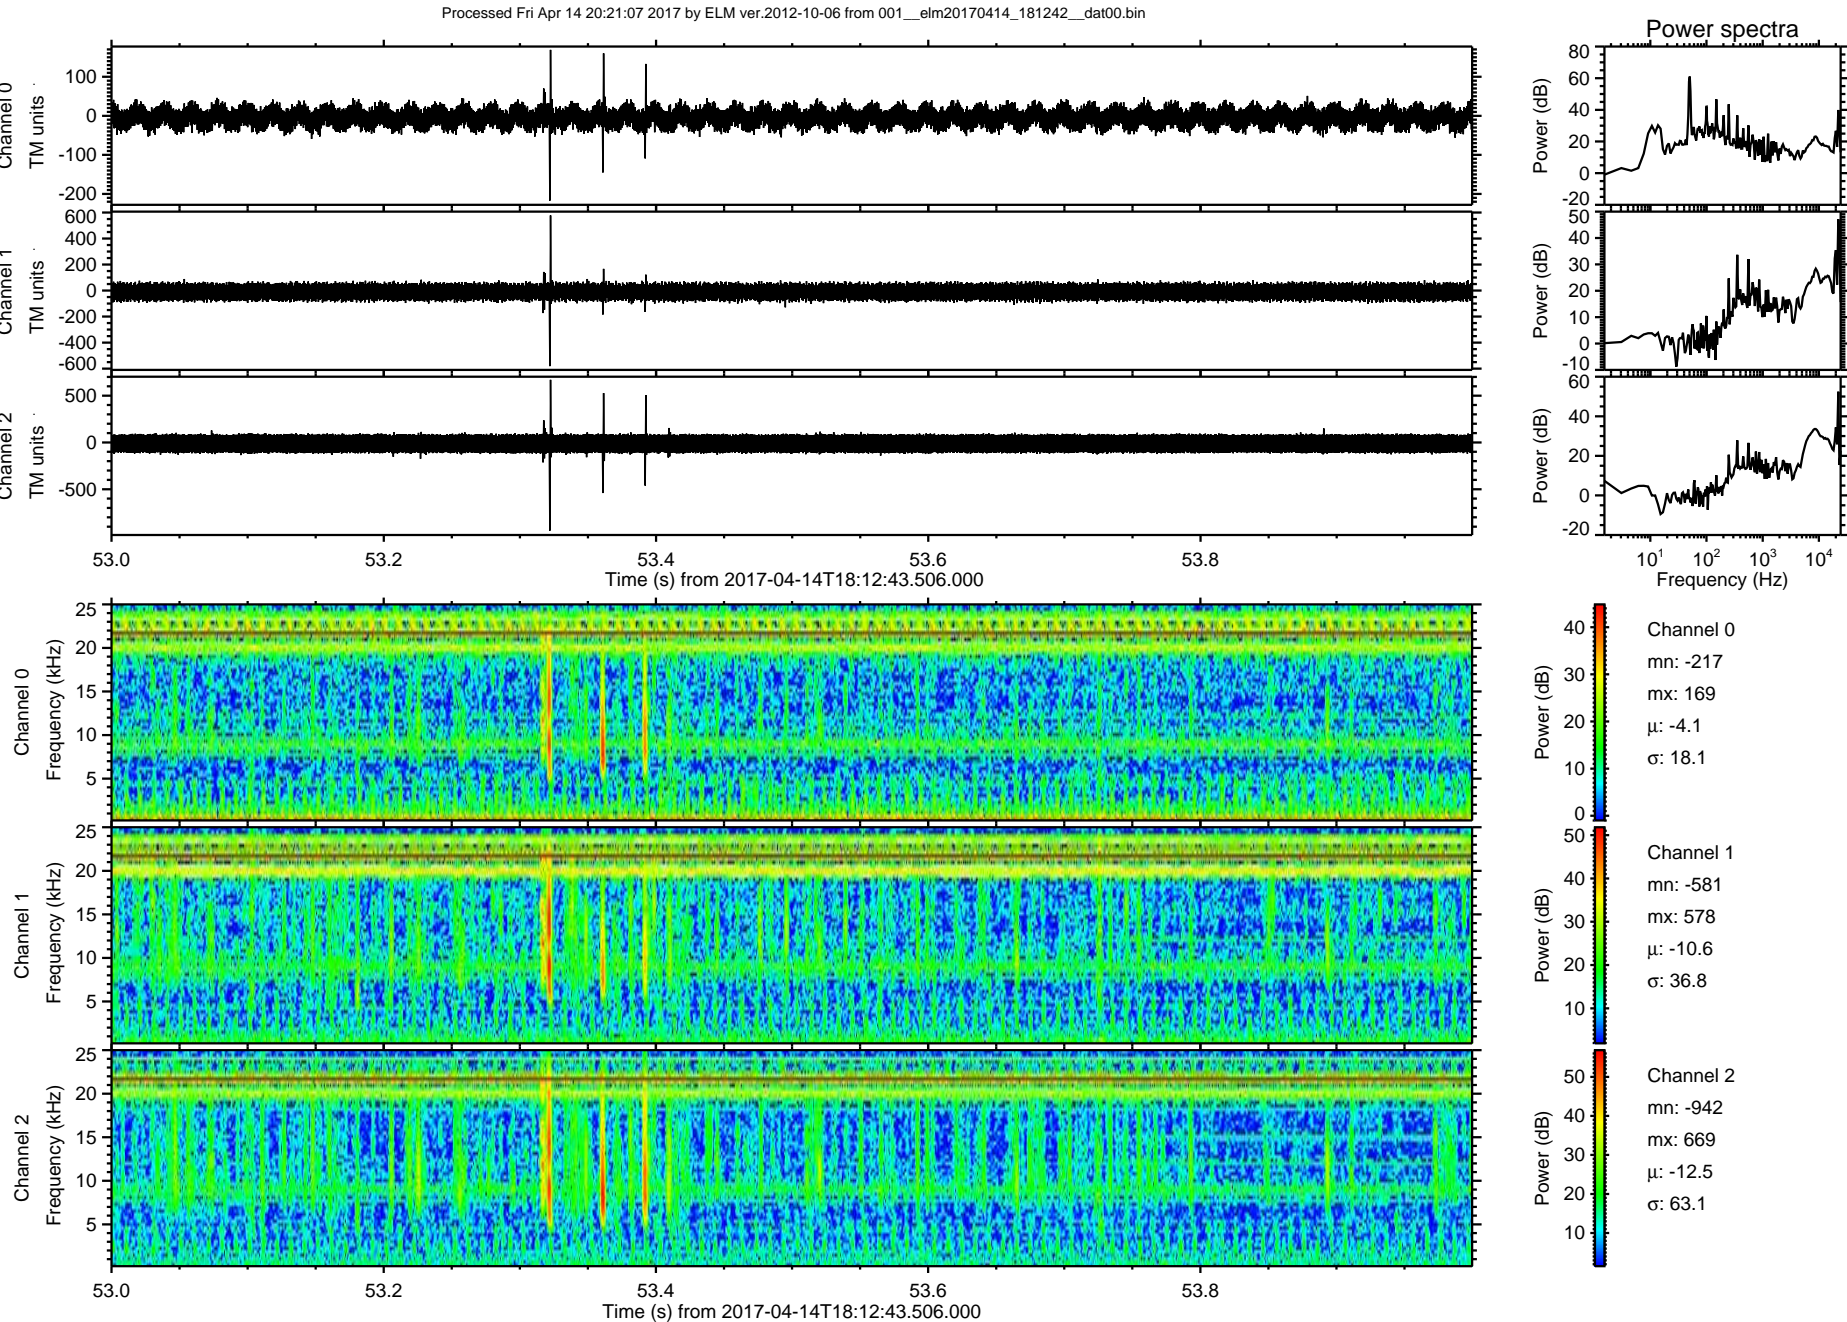 Processed Fri Apr 14 20:21:07 2017 by ELM ver.2012-10-06 from 001__elm20170414_181242__dat00.bin
Power spectra
Channel 0
TM units
100
0
-100
-200
Power (dB)
80
60
40
20
0
-20
Channel 1
TM units
600
400
200
0
-200
-400
-600
Power (dB)
50
40
30
20
10
0
-10
Channel 2
TM units
500
0
-500
Power (dB)
60
40
20
0
-20
53.0 53.2 53.4 53.6 53.8
Time (s) from 2017-04-14T18:12:43.506.000
10^1 10^2 10^3 10^4
Frequency (Hz)
Channel 0
Frequency (kHz)
25
20
15
10
5
Power (dB)
40
30
20
10
0
Channel 0
mn: -217
mx: 169
μ: -4.1
σ: 18.1
Channel 1
Frequency (kHz)
25
20
15
10
5
Power (dB)
50
40
30
20
10
Channel 1
mn: -581
mx: 578
μ: -10.6
σ: 36.8
Channel 2
Frequency (kHz)
25
20
15
10
5
Power (dB)
50
40
30
20
10
Channel 2
mn: -942
mx: 669
μ: -12.5
σ: 63.1
53.0 53.2 53.4 53.6 53.8
Time (s) from 2017-04-14T18:12:43.506.000